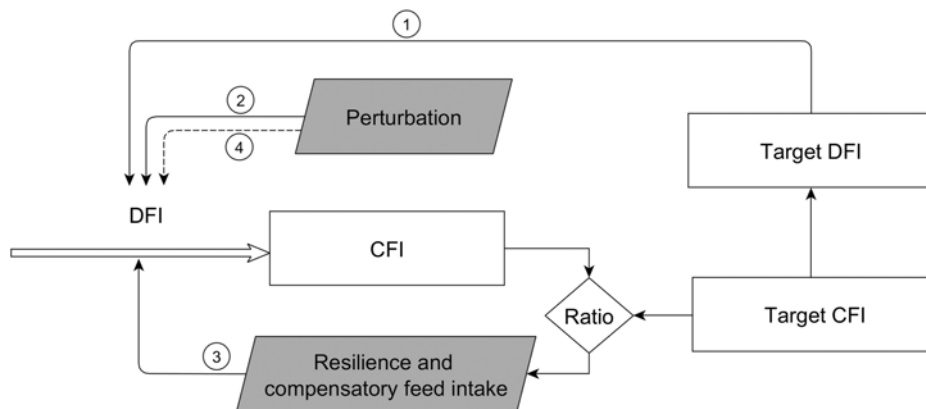 1
2
Perturbation
4
Target DFI
DFI
CFI
Ratio
Target CFI
3
Resilience and
compensatory feed intake